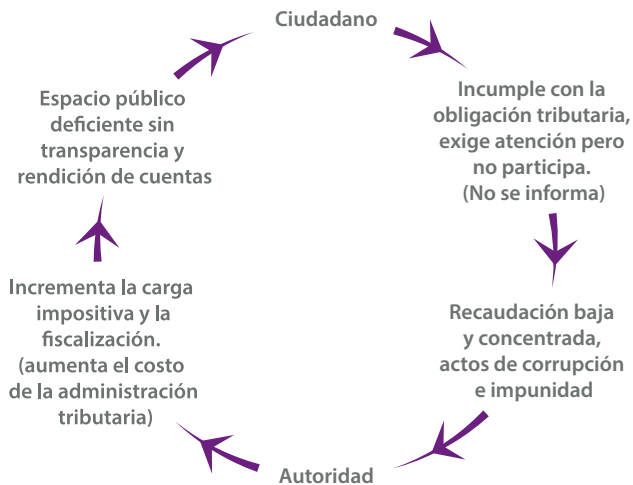 Ciudadano
Incumple con la
obligación tributaria,
exige atención pero
no participa.
(No se informa)
Recaudación baja
y concentrada,
actos de corrupción
e impunidad
Autoridad
Incrementa la carga
impositiva y la
fiscalización.
(aumenta el costo
de la administración
tributaria)
Espacio público
deficiente sin
transparencia y
rendición de cuentas